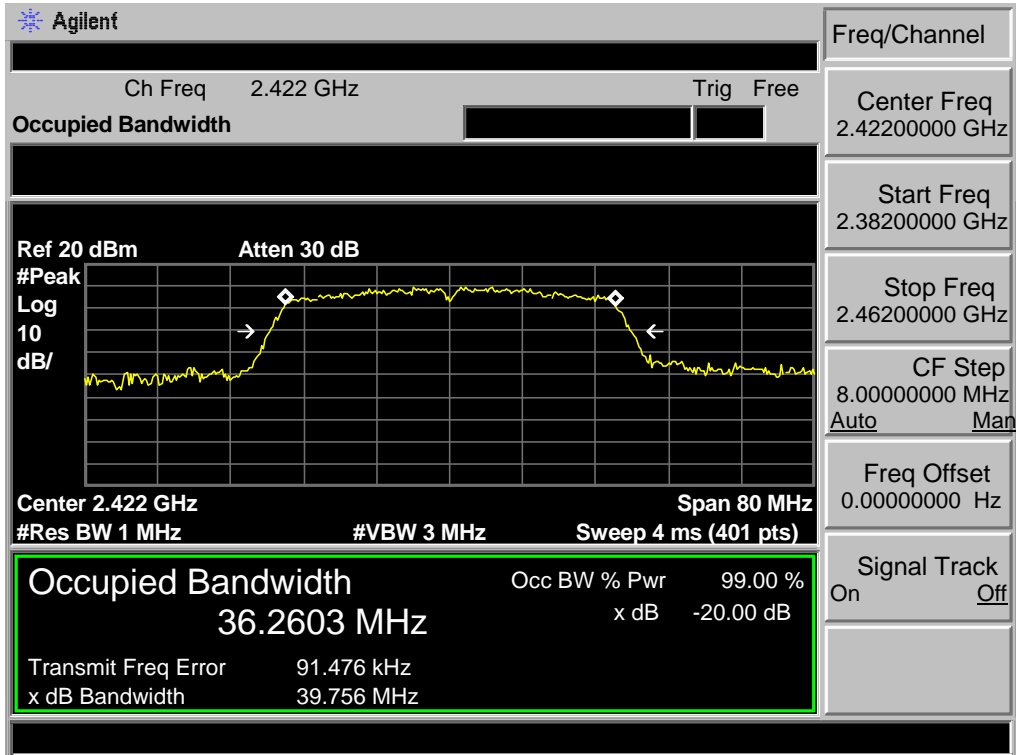 Agilent
Freq/Channel
Ch Freq 2.422 GHz Trig Free
Occupied Bandwidth
Center Freq
2.42200000 GHz
Start Freq
2.38200000 GHz
Stop Freq
2.46200000 GHz
CF Step
8.00000000 MHz
Auto Man
Freq Offset
0.00000000 Hz
Signal Track
On Off
Ref 20 dBm Atten 30 dB
#Peak
Log
10
dB/
Center 2.422 GHz Span 80 MHz
#Res BW 1 MHz #VBW 3 MHz Sweep 4 ms (401 pts)
Occupied Bandwidth Occ BW % Pwr 99.00 %
36.2603 MHz x dB -20.00 dB
Transmit Freq Error 91.476 kHz
x dB Bandwidth 39.756 MHz